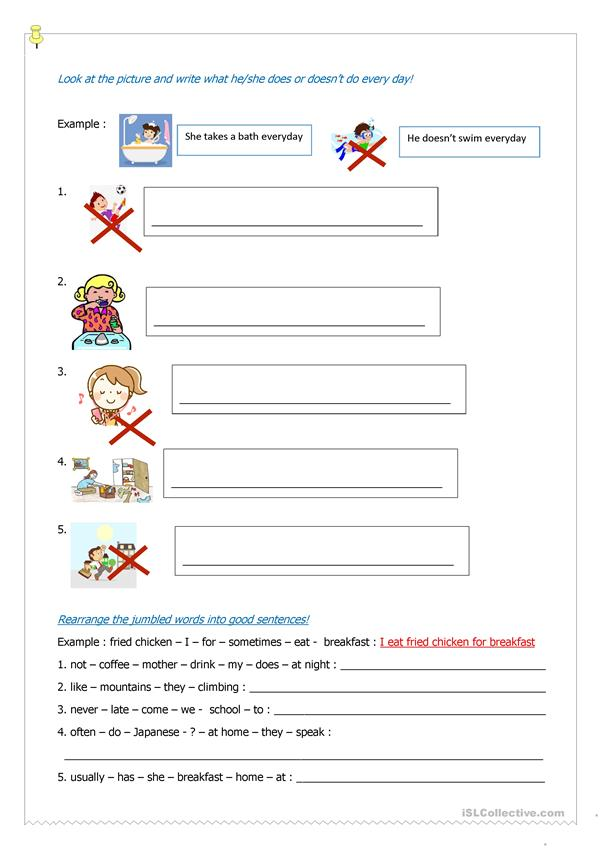 Look at the picture and write what he/she does or doesn't do every day!
Example :
She takes a bath everyday
He doesn't swim everyday
1.
2.
3.
4.
5.
Rearrange the jumbled words into good sentences!
Example : fried chicken – I – for – sometimes – eat - breakfast : I eat fried chicken for breakfast
1. not – coffee – mother – drink – my – does – at night :
2. like – mountains – they – climbing :
3. never – late – come – we - school – to :
4. often – do – Japanese - ? – at home – they – speak :
5. usually – has – she – breakfast – home – at :
iSLCollective.com